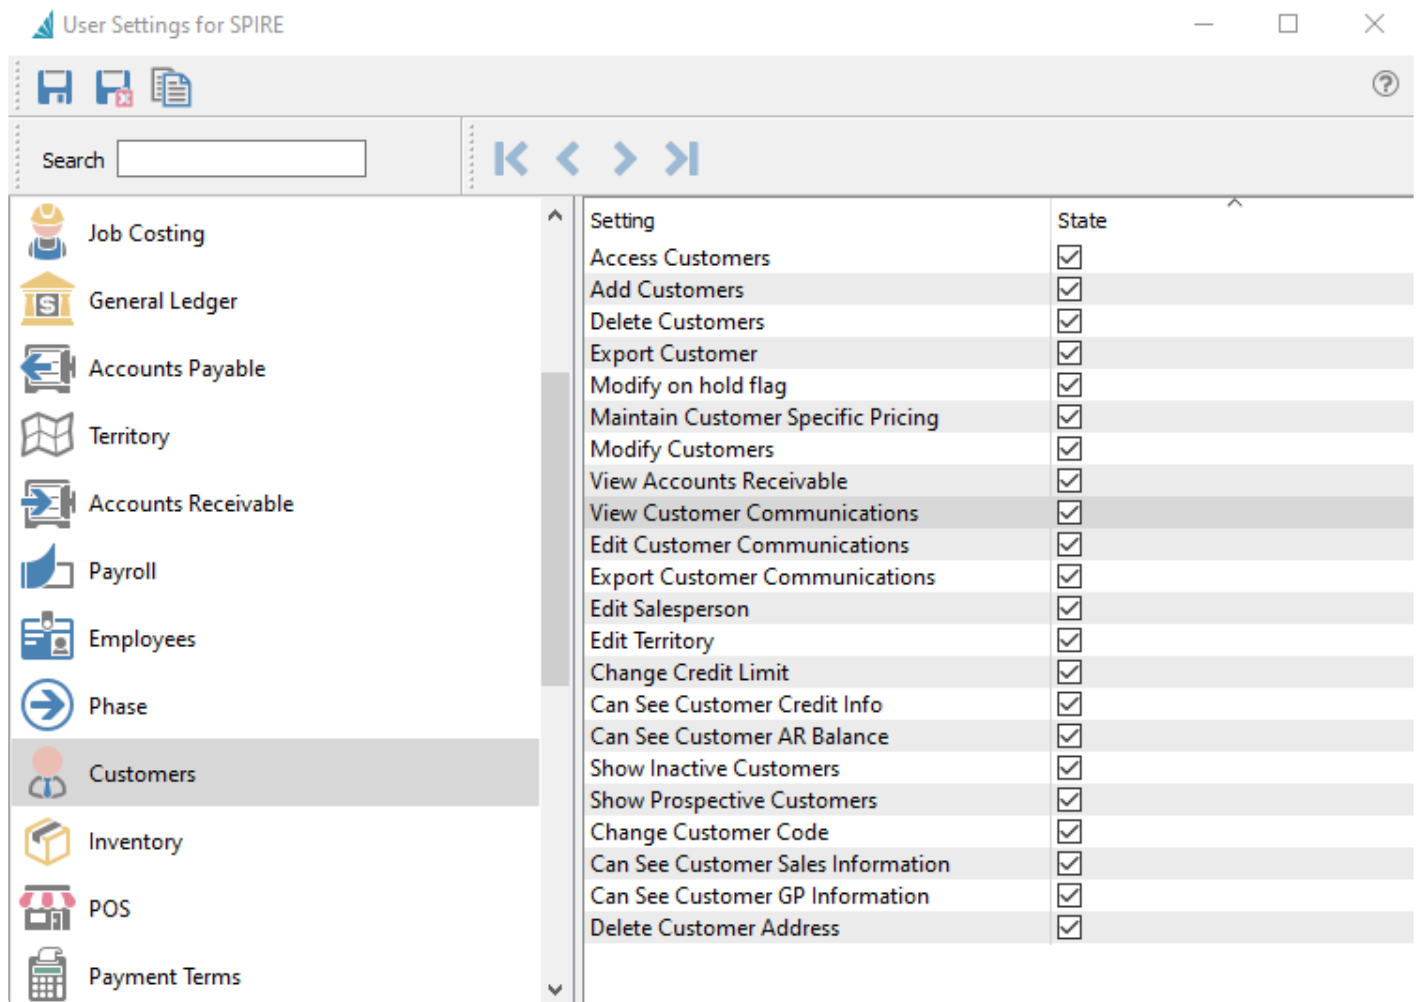 User Settings for SPIRE
Search
Job Costing
General Ledger
Accounts Payable
Territory
Accounts Receivable
Payroll
Employees
Phase
Customers
Inventory
POS
Payment Terms
Setting State
Access Customers
Add Customers
Delete Customers
Export Customer
Modify on hold flag
Maintain Customer Specific Pricing
Modify Customers
View Accounts Receivable
View Customer Communications
Edit Customer Communications
Export Customer Communications
Edit Salesperson
Edit Territory
Change Credit Limit
Can See Customer Credit Info
Can See Customer AR Balance
Show Inactive Customers
Show Prospective Customers
Change Customer Code
Can See Customer Sales Information
Can See Customer GP Information
Delete Customer Address